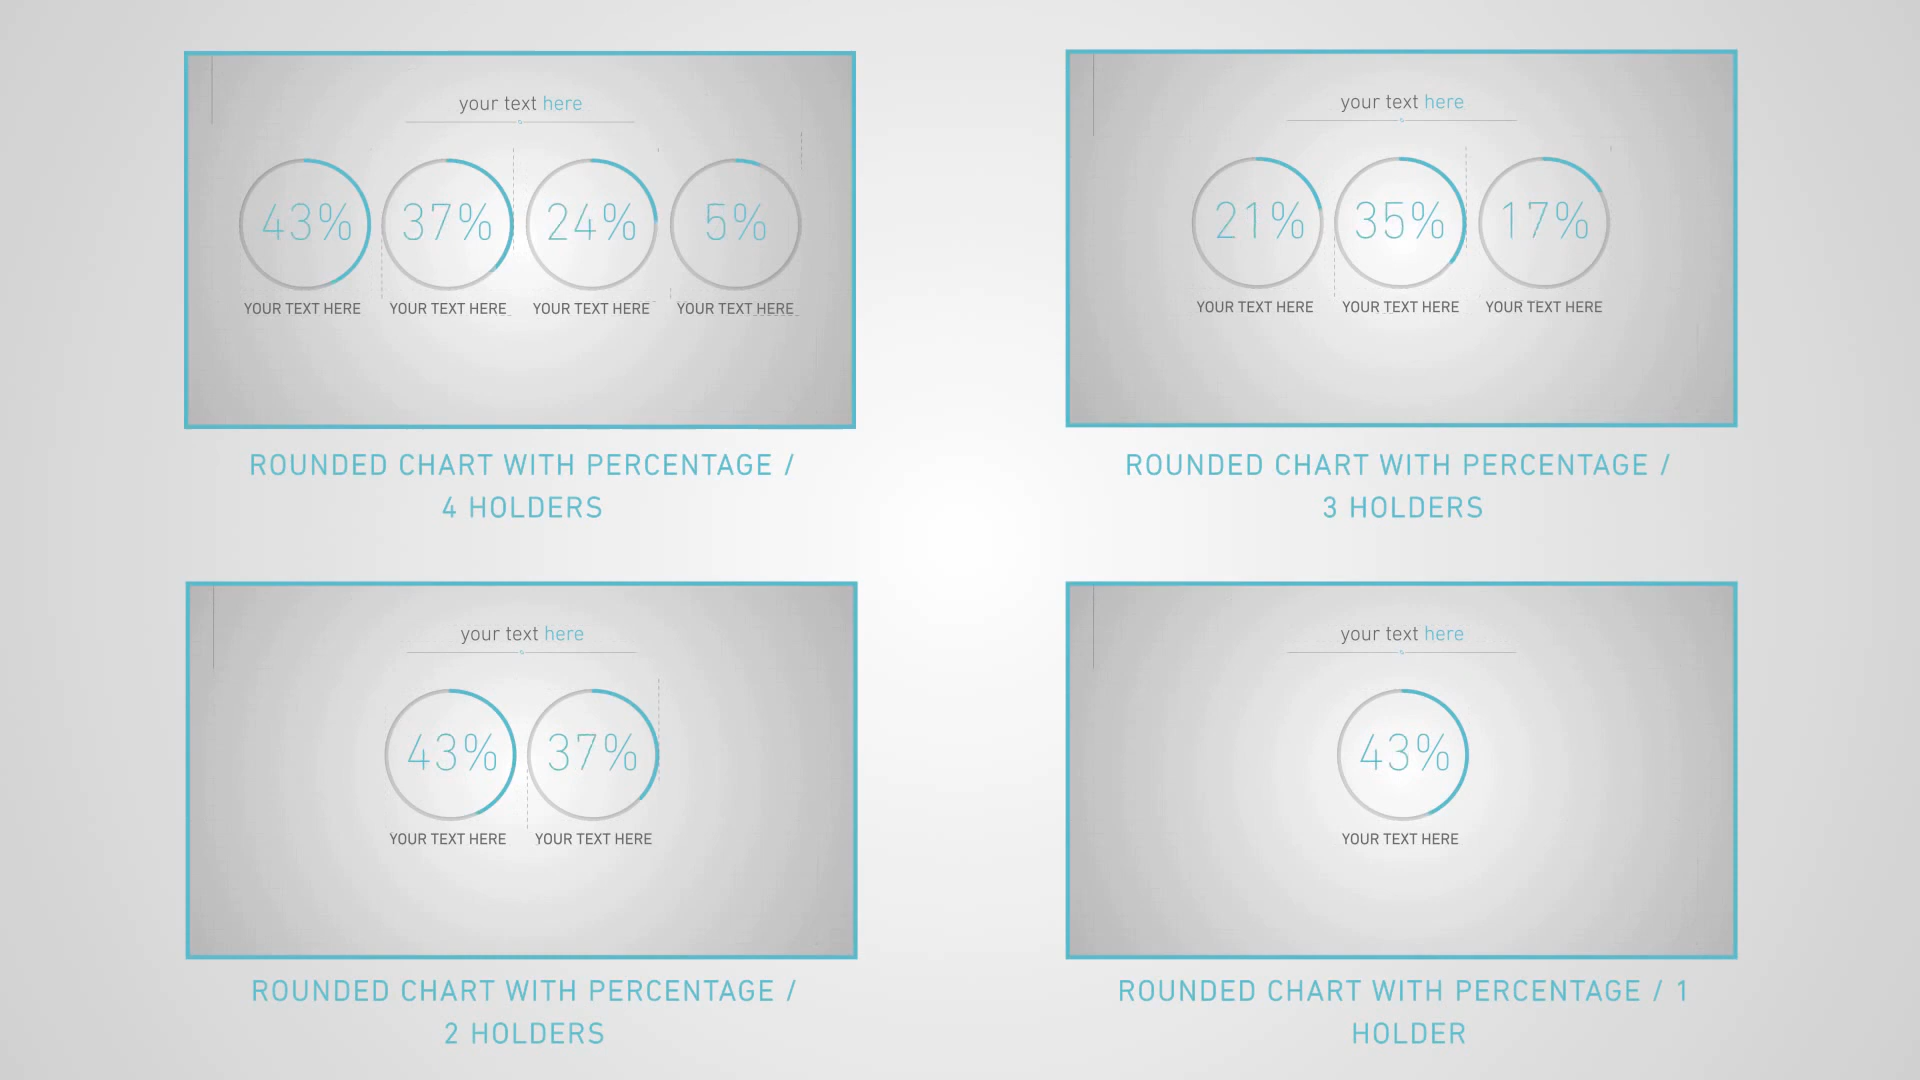 your text here
43% 37% 24% 5%
YOUR TEXT HERE YOUR TEXT HERE YOUR TEXT HERE YOUR TEXT HERE
ROUNDED CHART WITH PERCENTAGE /
4 HOLDERS
your text here
21% 35% 17%
YOUR TEXT HERE YOUR TEXT HERE YOUR TEXT HERE
ROUNDED CHART WITH PERCENTAGE /
3 HOLDERS
your text here
43% 37%
YOUR TEXT HERE YOUR TEXT HERE
ROUNDED CHART WITH PERCENTAGE /
2 HOLDERS
your text here
43%
YOUR TEXT HERE
ROUNDED CHART WITH PERCENTAGE / 1
HOLDER